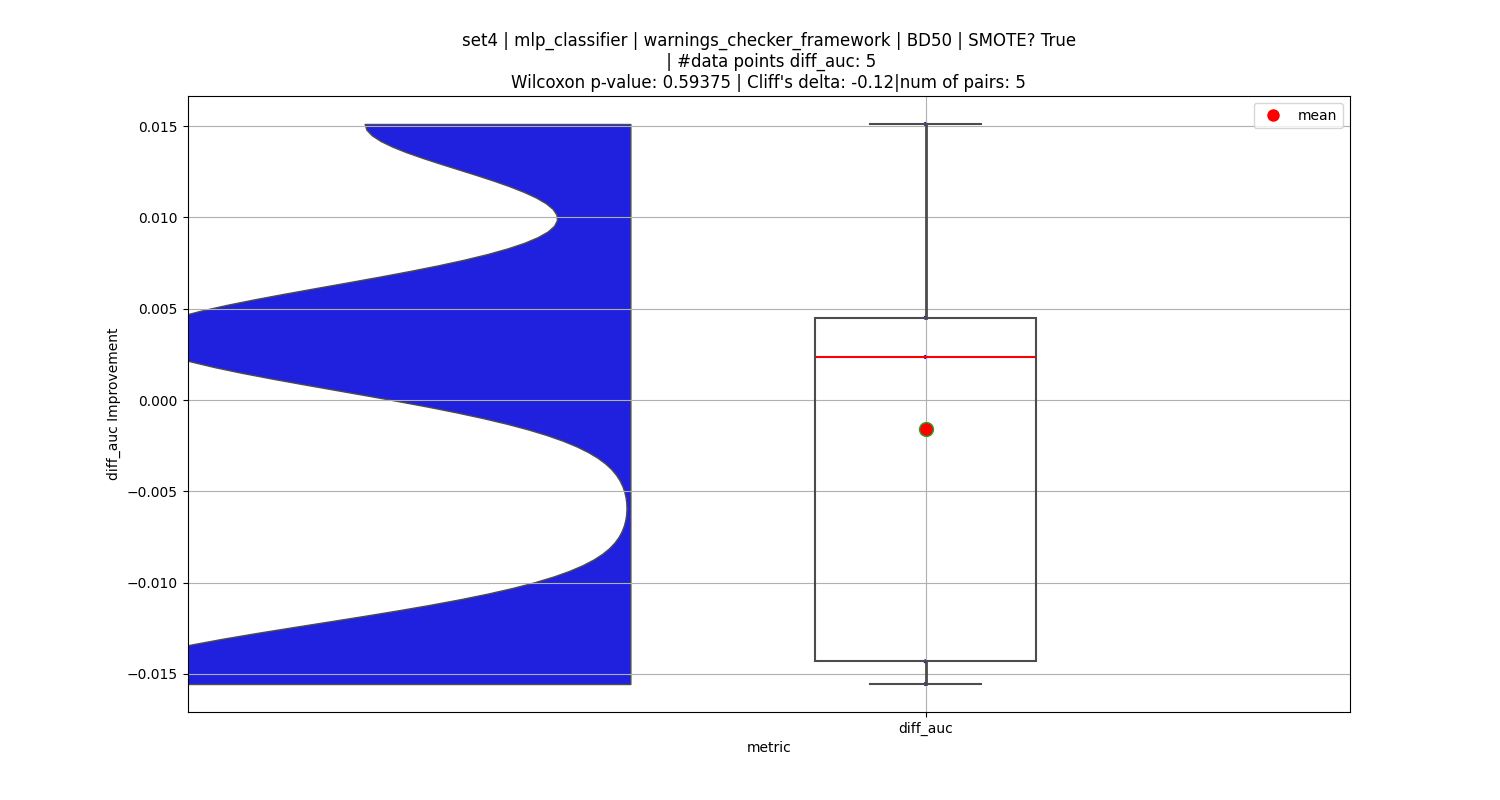 set4 | mlp_classifier | warnings_checker_framework | BD50 | SMOTE? True
| #data points diff_auc: 5
Wilcoxon p-value: 0.59375 | Cliff's delta: -0.12|num of pairs: 5
mean
0.015
0.010
0.005
0.000
−0.005
−0.010
−0.015
diff_auc Improvement
diff_auc
metric